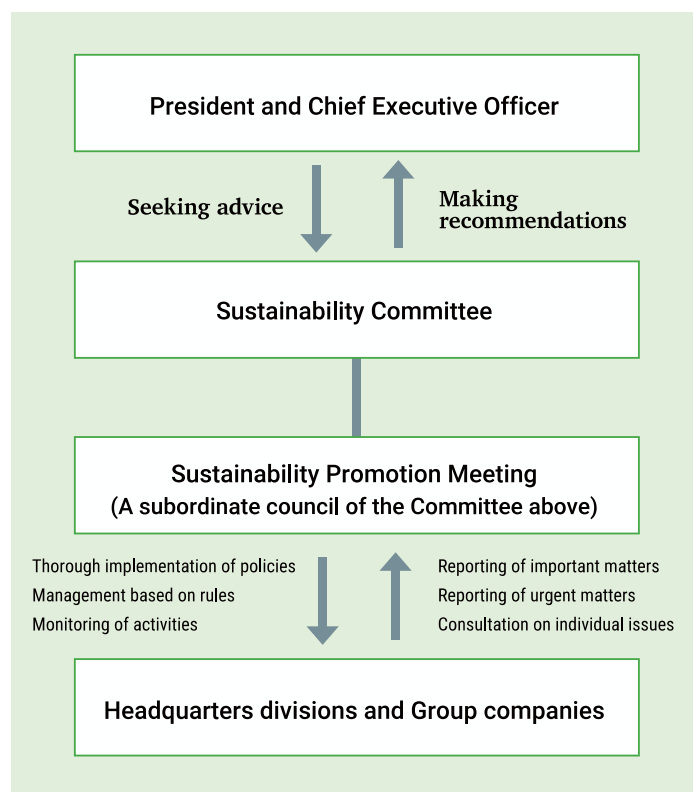 President and Chief Executive Officer
Seeking advice
Making
recommendations
Sustainability Committee
Sustainability Promotion Meeting
(A subordinate council of the Committee above)
Thorough implementation of policies
Management based on rules
Monitoring of activities
Reporting of important matters
Reporting of urgent matters
Consultation on individual issues
Headquarters divisions and Group companies